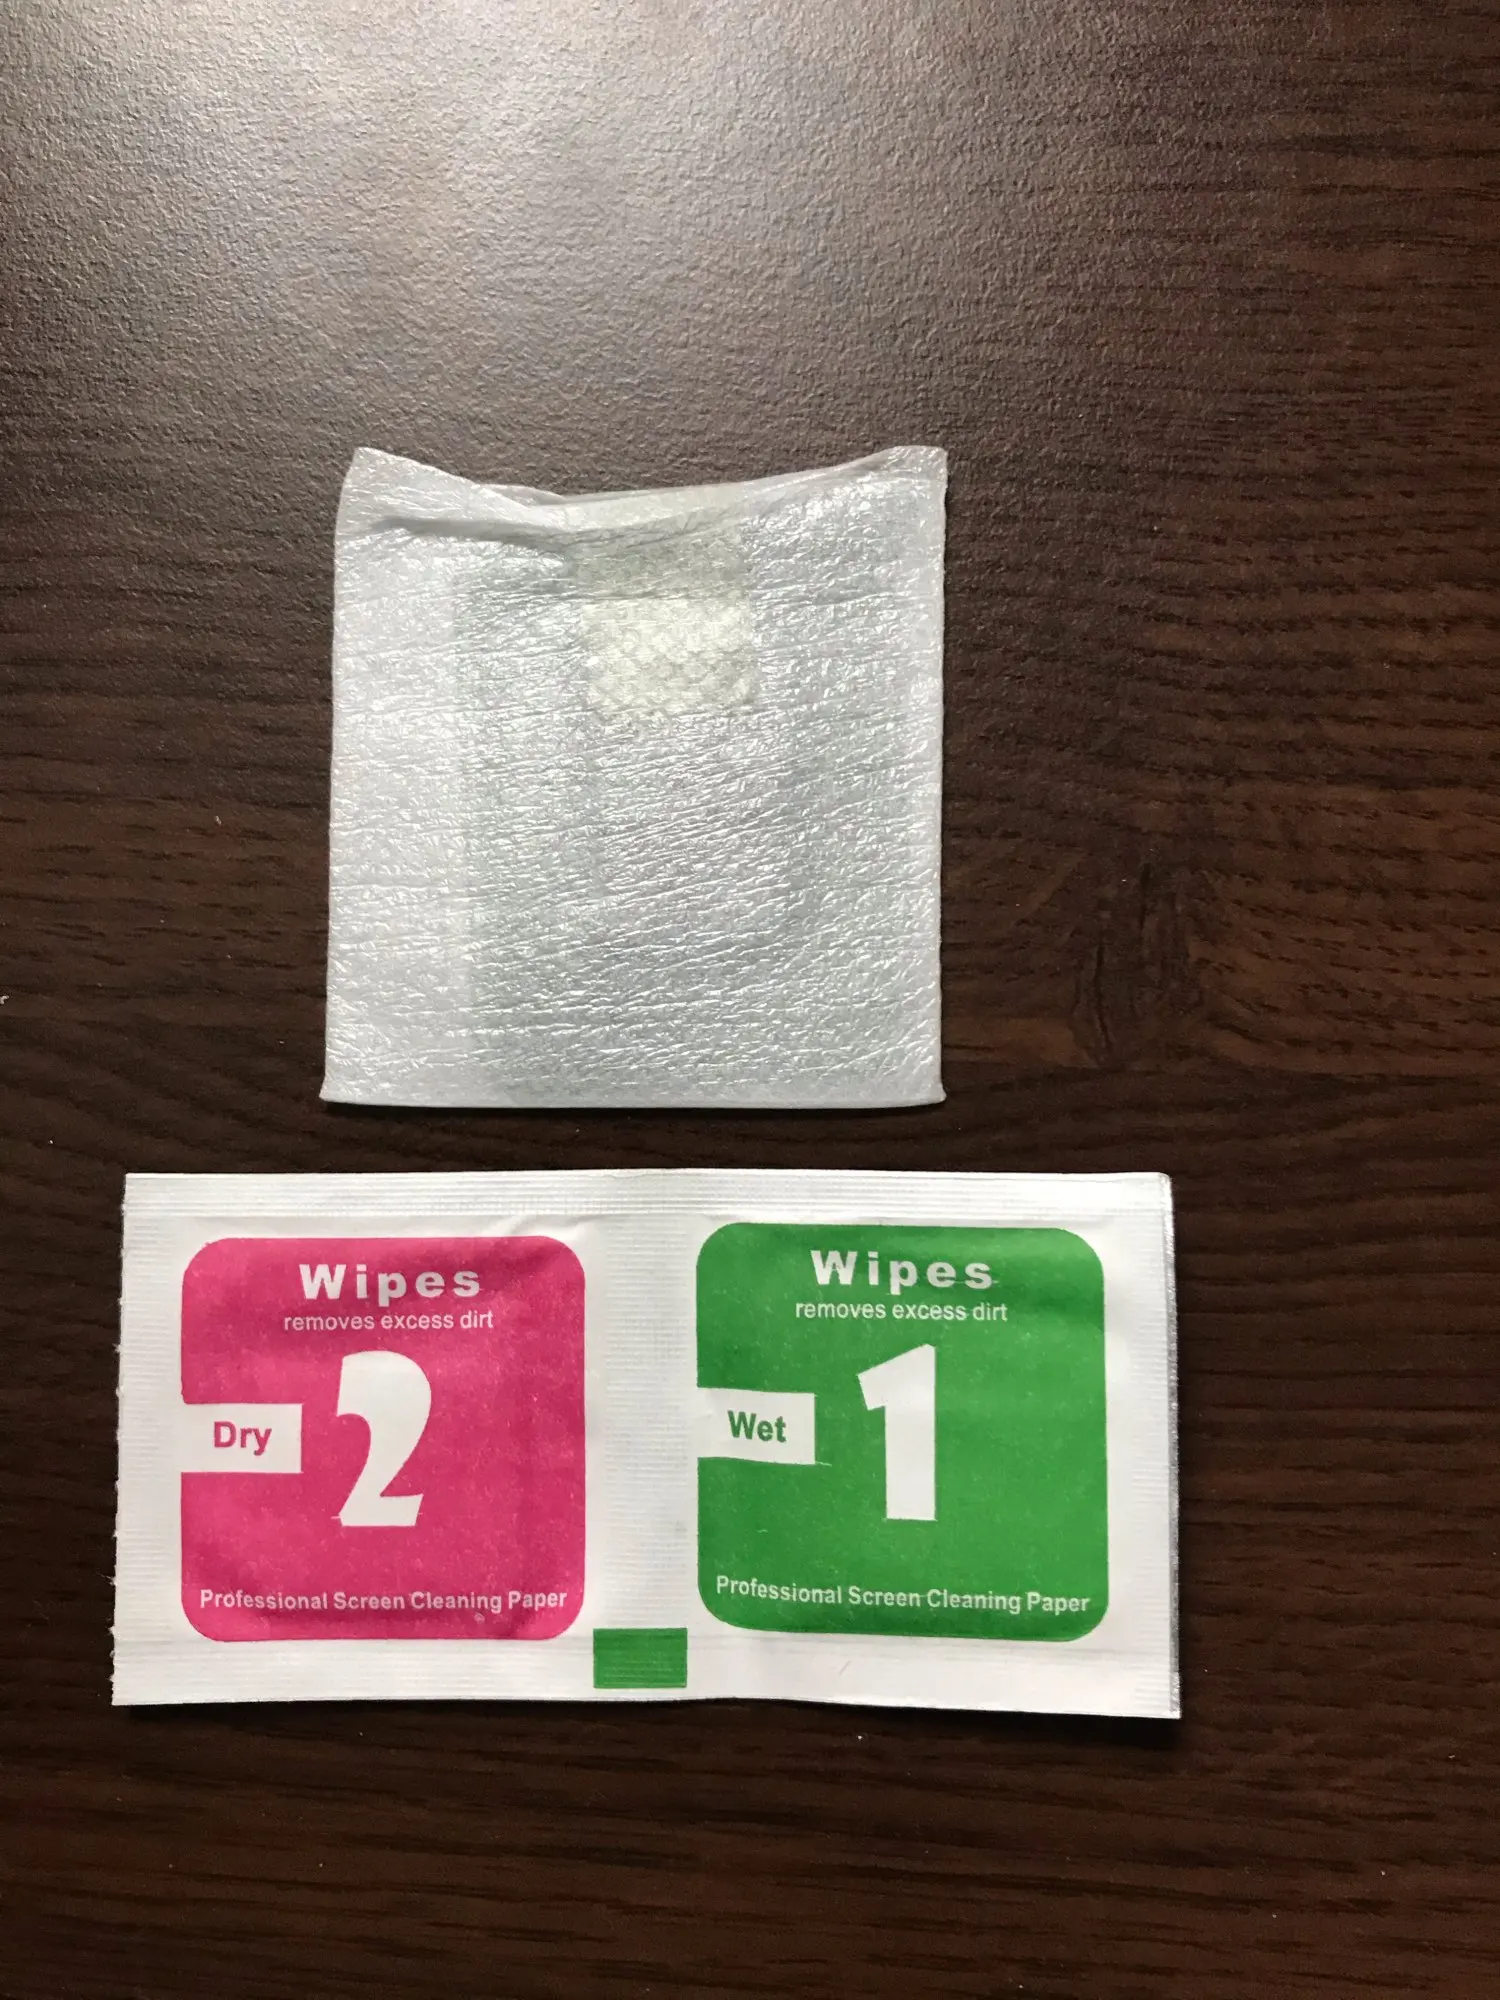 Wipes
removes excess dirt
Dry
2
Professional Screen Cleaning Paper
Wipes
removes excess dirt
Wet
1
Professional Screen Cleaning Paper